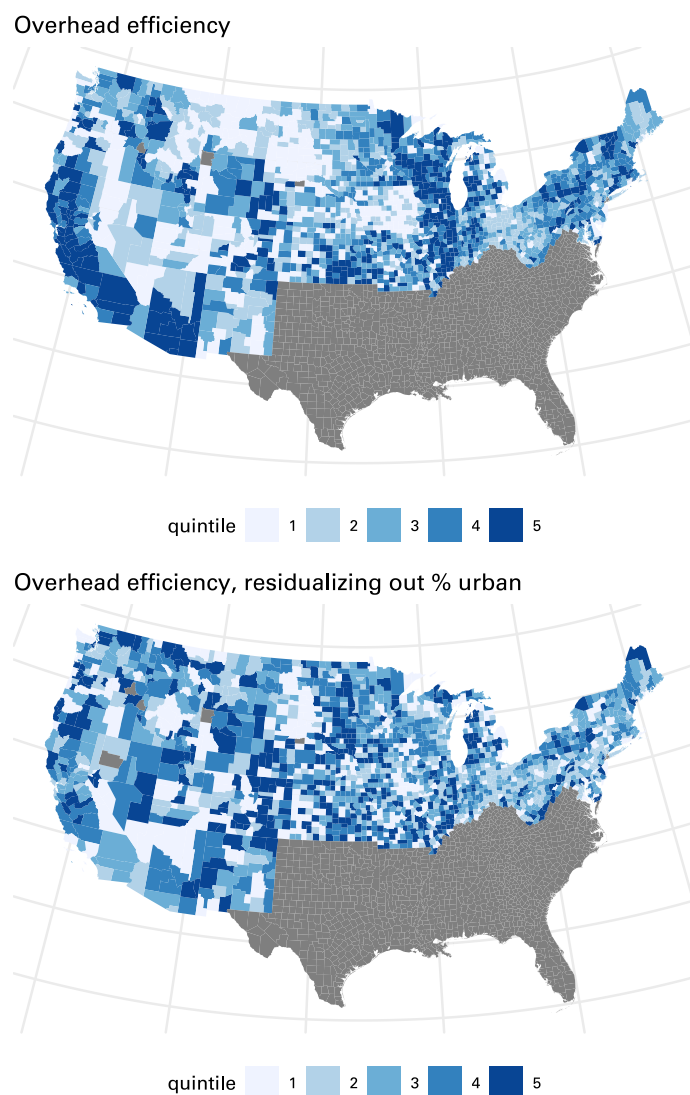 Overhead efficiency
quintile 1 2 3 4 5
Overhead efficiency, residualizing out % urban
quintile 1 2 3 4 5